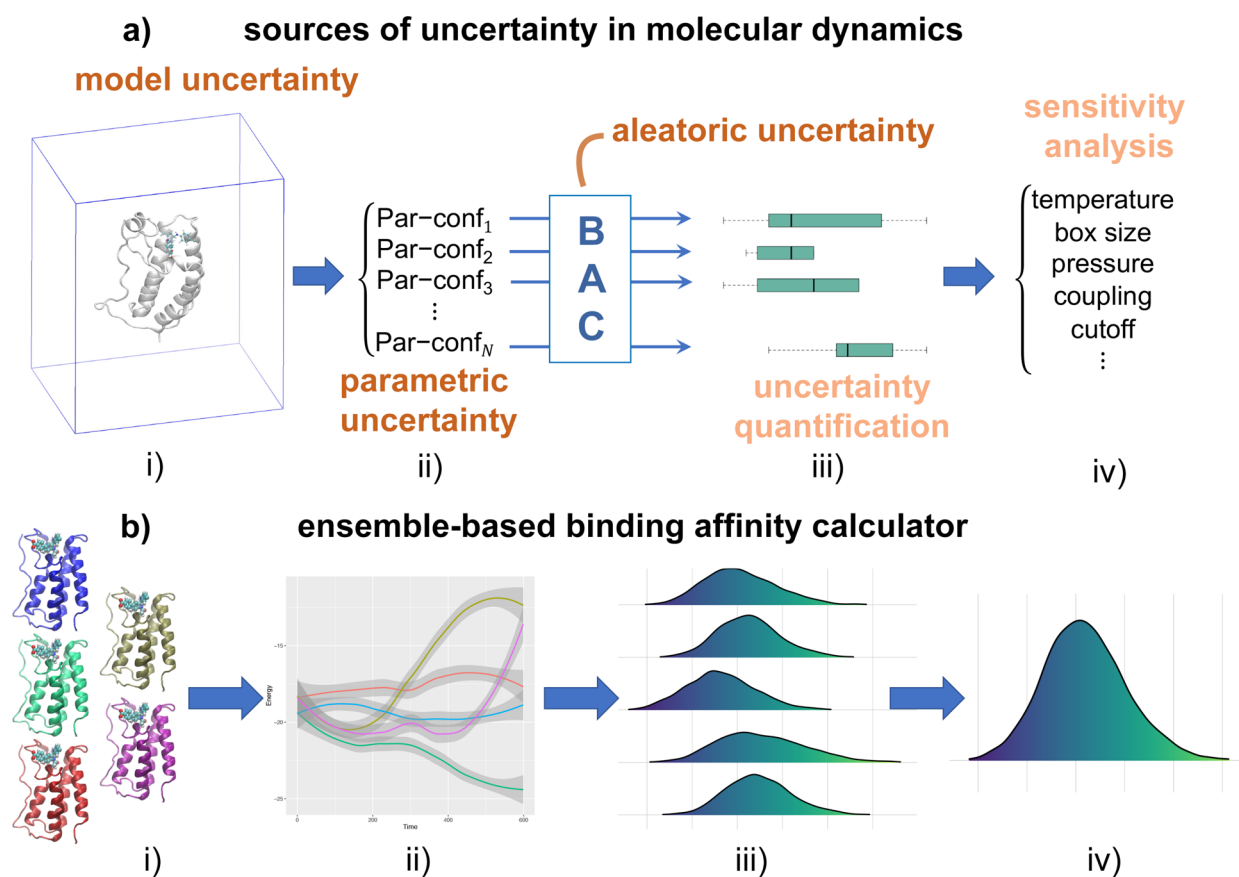 a) sources of uncertainty in molecular dynamics
model uncertainty
aleatoric uncertainty
sensitivity
analysis
Par−conf1
Par−conf2
Par−conf3
⋮
Par−confN
B
A
C
temperature
box size
pressure
coupling
cutoff
⋮
parametric
uncertainty
uncertainty
quantification
i) ii) iii) iv)
b) ensemble-based binding affinity calculator
Energy
-15
-20
-25
0 200 400 600
Time
i) ii) iii) iv)